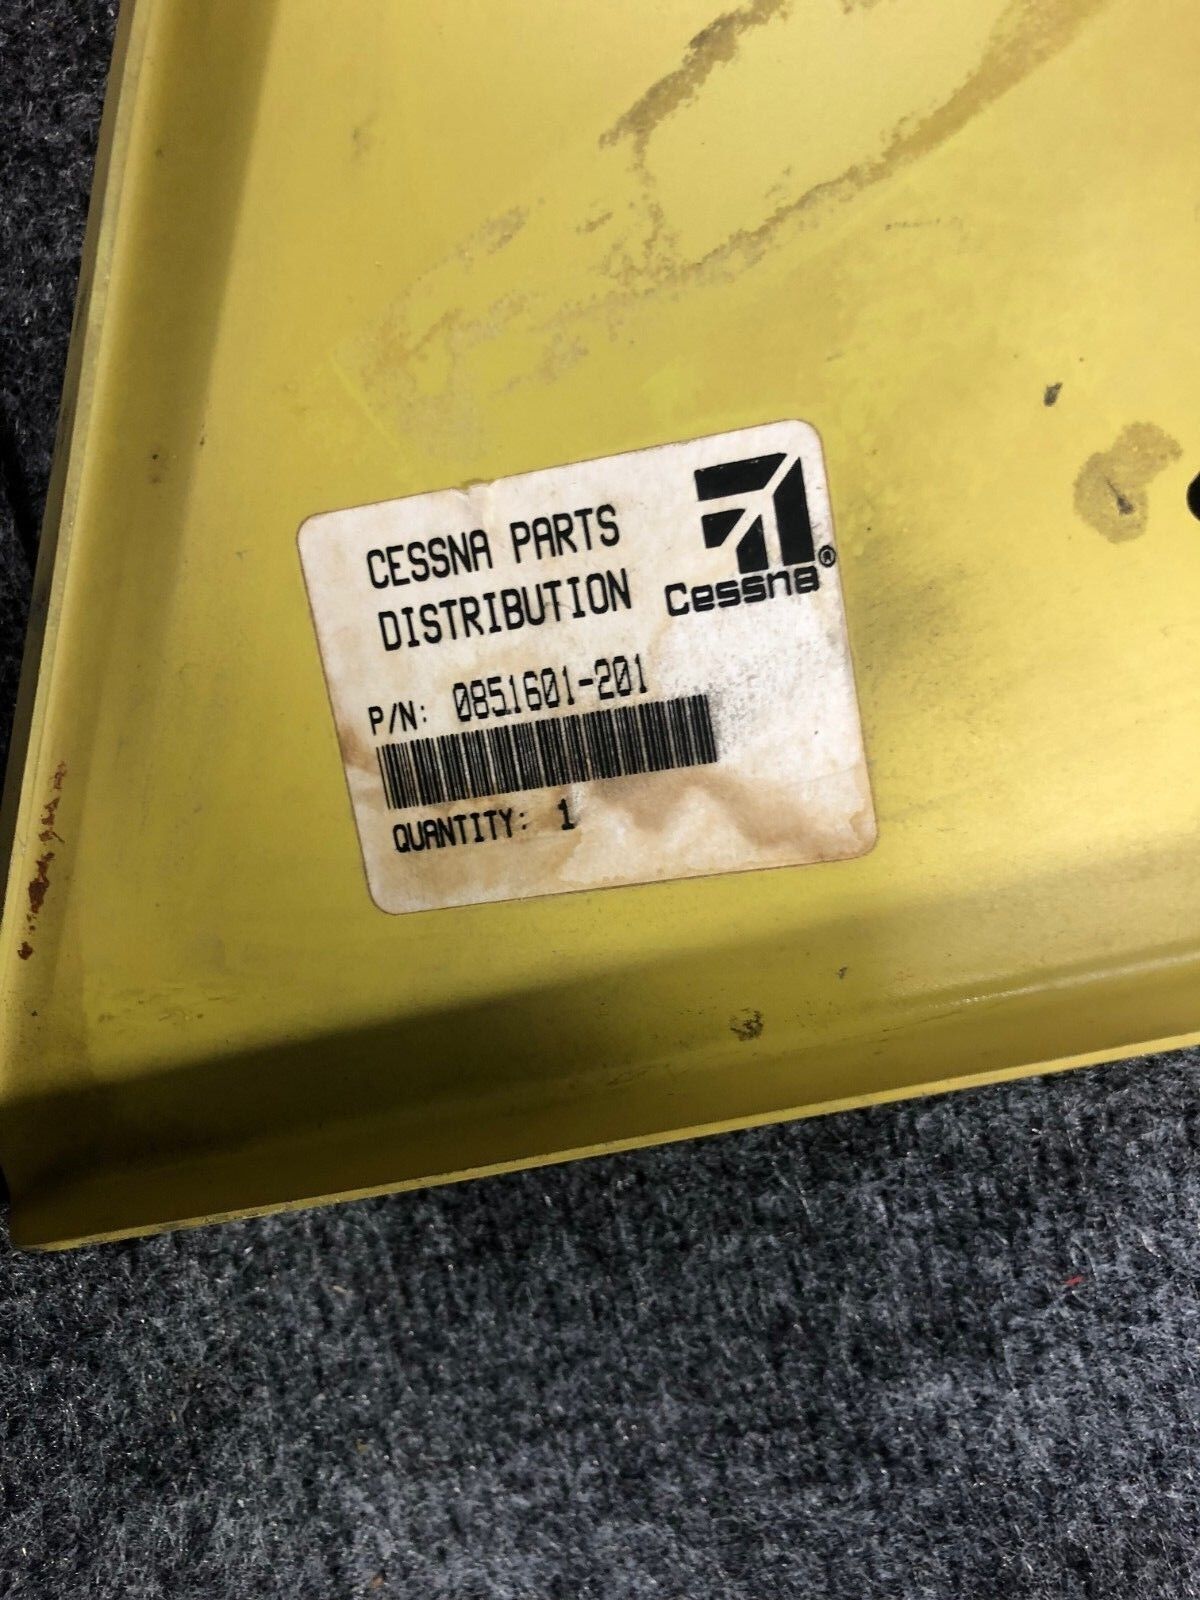 CESSNA PARTS
DISTRIBUTION
Cessna®
P/N: 0851601-201
QUANTITY: 1